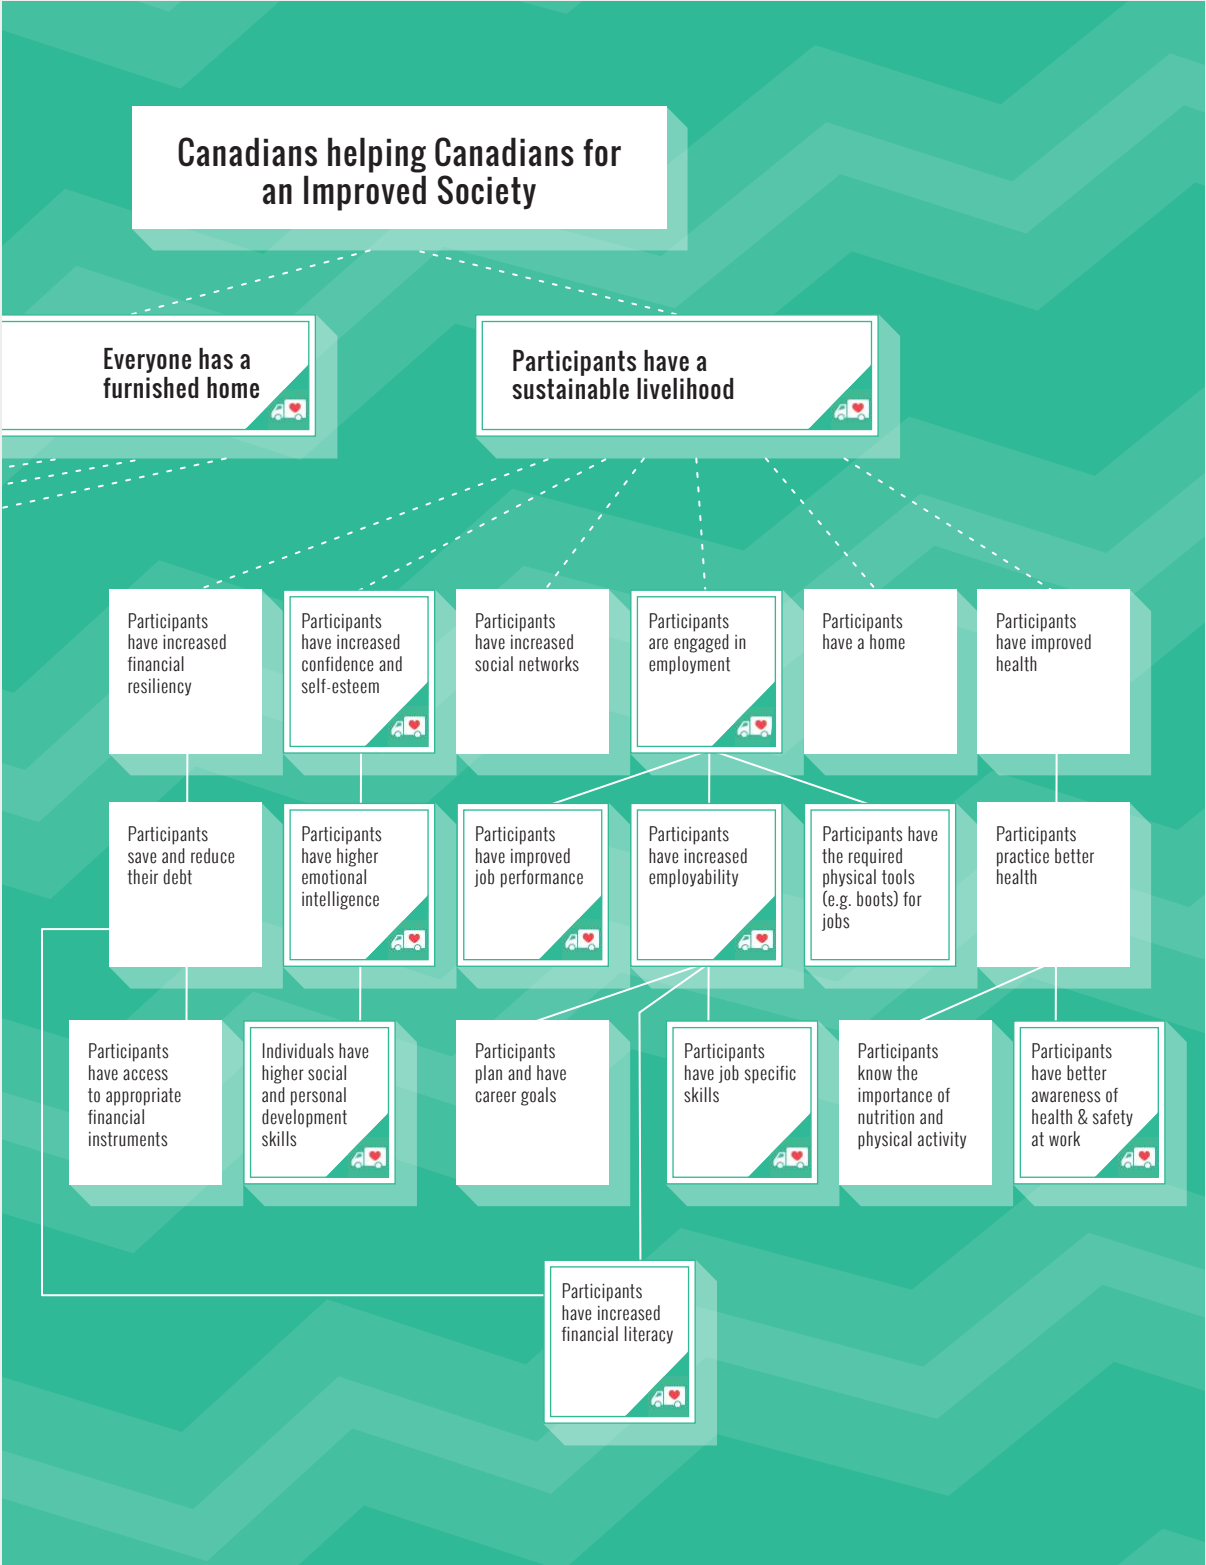 Canadians helping Canadians for
an Improved Society
Everyone has a
furnished home
Participants have a
sustainable livelihood
Participants
have increased
financial
resiliency
Participants
have increased
confidence and
self-esteem
Participants
have increased
social networks
Participants
are engaged in
employment
Participants
have a home
Participants
have improved
health
Participants
save and reduce
their debt
Participants
have higher
emotional
intelligence
Participants
have improved
job performance
Participants
have increased
employability
Participants have
the required
physical tools
(e.g. boots) for
jobs
Participants
practice better
health
Participants
have access
to appropriate
financial
instruments
Individuals have
higher social
and personal
development
skills
Participants
plan and have
career goals
Participants
have job specific
skills
Participants
know the
importance of
nutrition and
physical activity
Participants
have better
awareness of
health & safety
at work
Participants
have increased
financial literacy